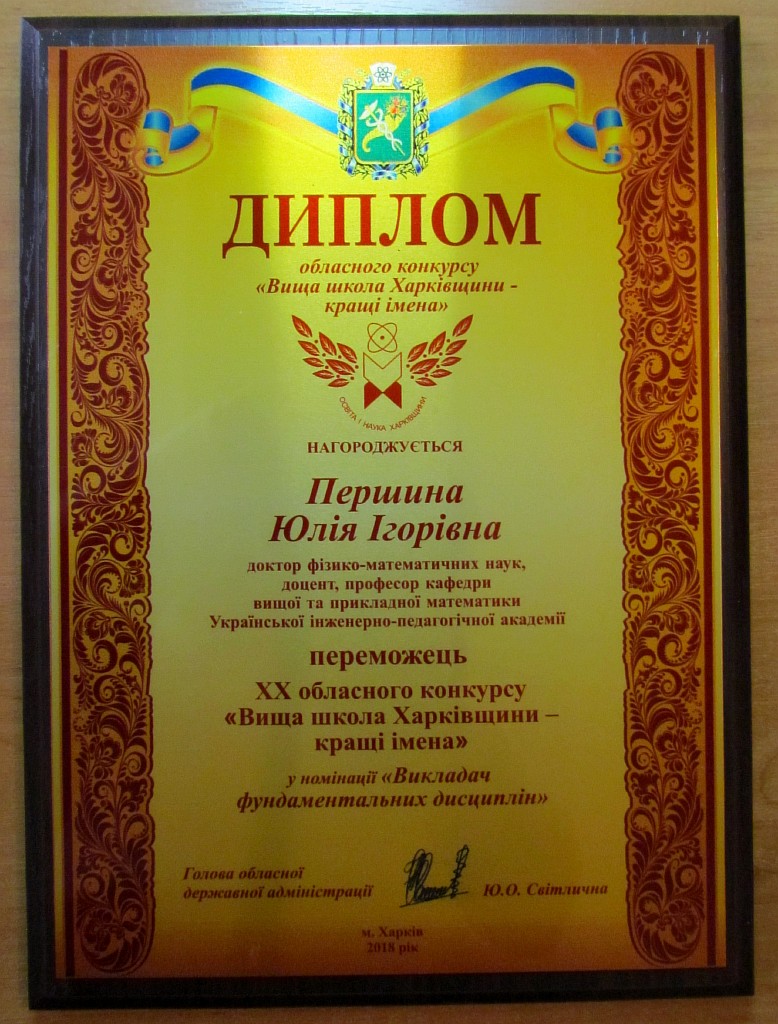 ДИПЛОМ
обласного конкурсу
«Вища школа Харківщини -
кращі імена»
ОСВІТА І НАУКА ХАРКІВЩИНИ
НАГОРОДЖУЄТЬСЯ
Першина
Юлія Ігорівна
доктор фізико-математичних наук,
доцент, професор кафедри
вищої та прикладної математики
Української інженерно-педагогічної академії
переможець
ХХ обласного конкурсу
«Вища школа Харківщини –
кращі імена»
у номінації «Викладач
фундаментальних дисциплін»
Голова обласної
державної адміністрації
Ю.О. Світлична
м. Харків
2018 рік